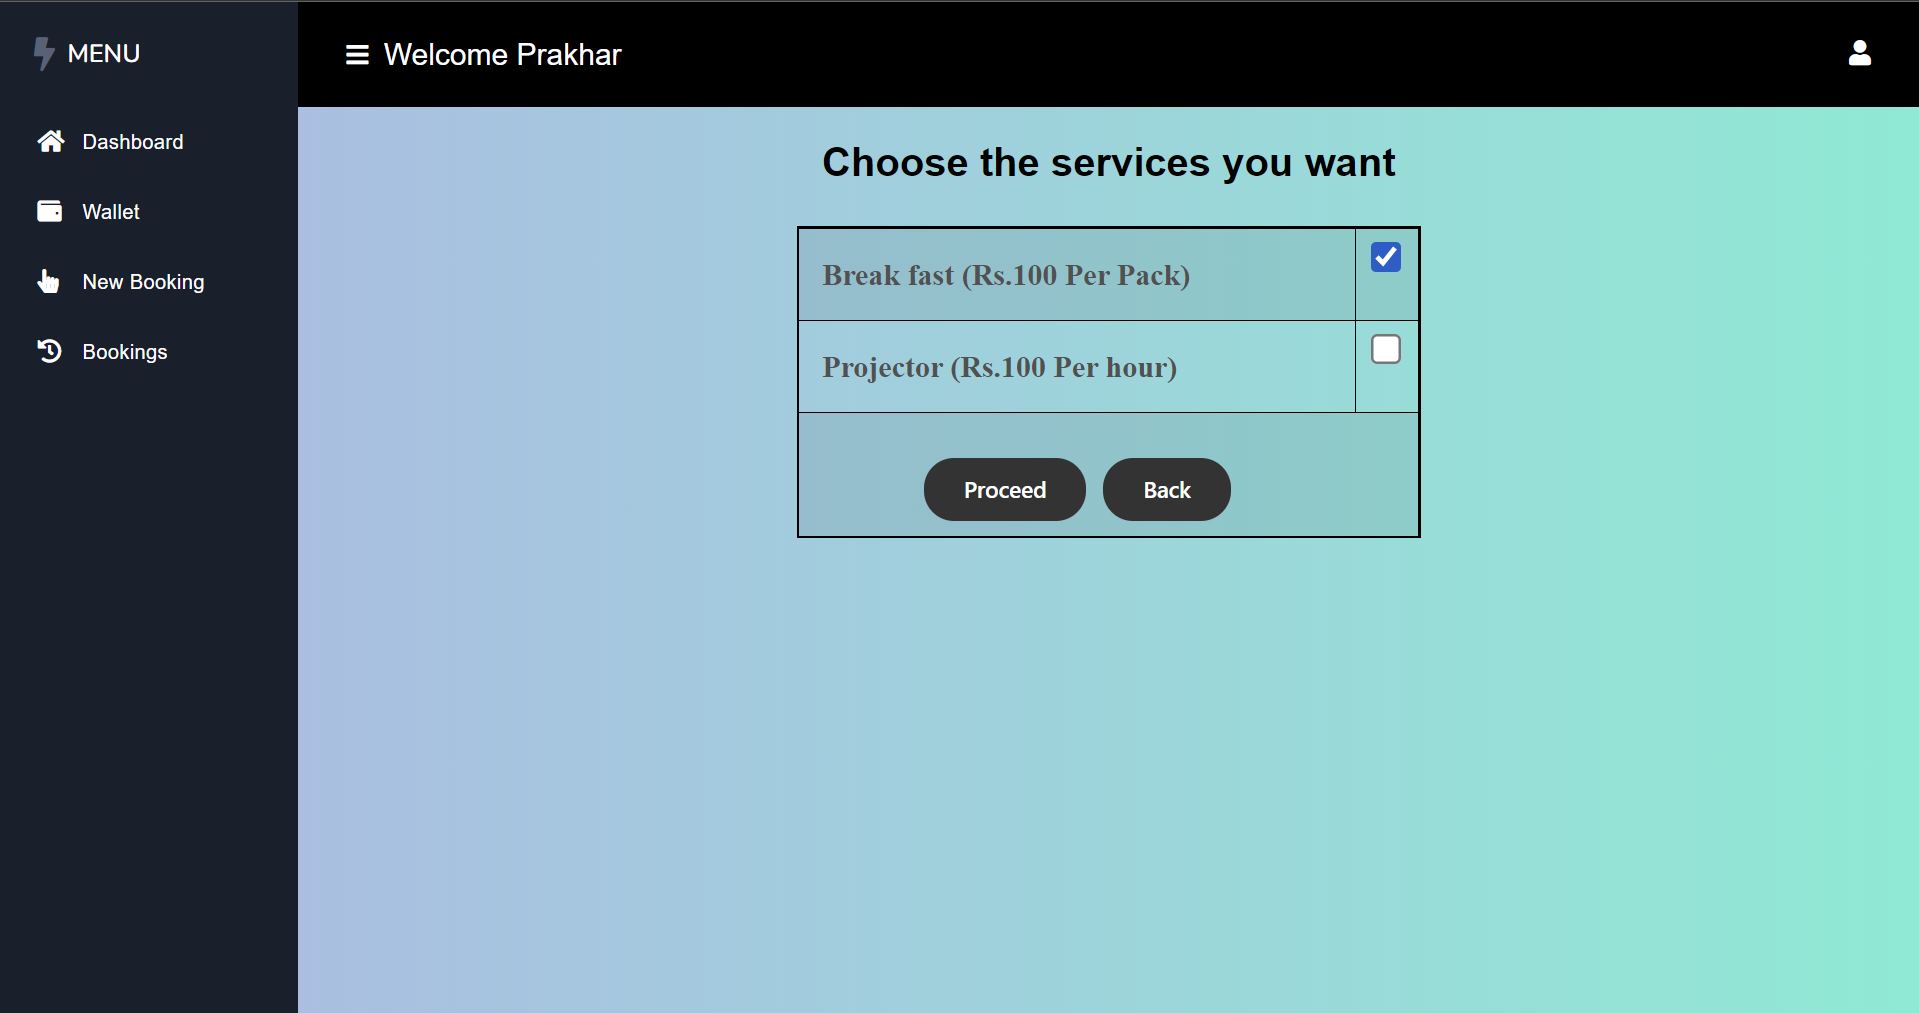 MENU
Welcome Prakhar
Dashboard
Wallet
New Booking
Bookings
Choose the services you want
Break fast (Rs.100 Per Pack)
Projector (Rs.100 Per hour)
Proceed
Back